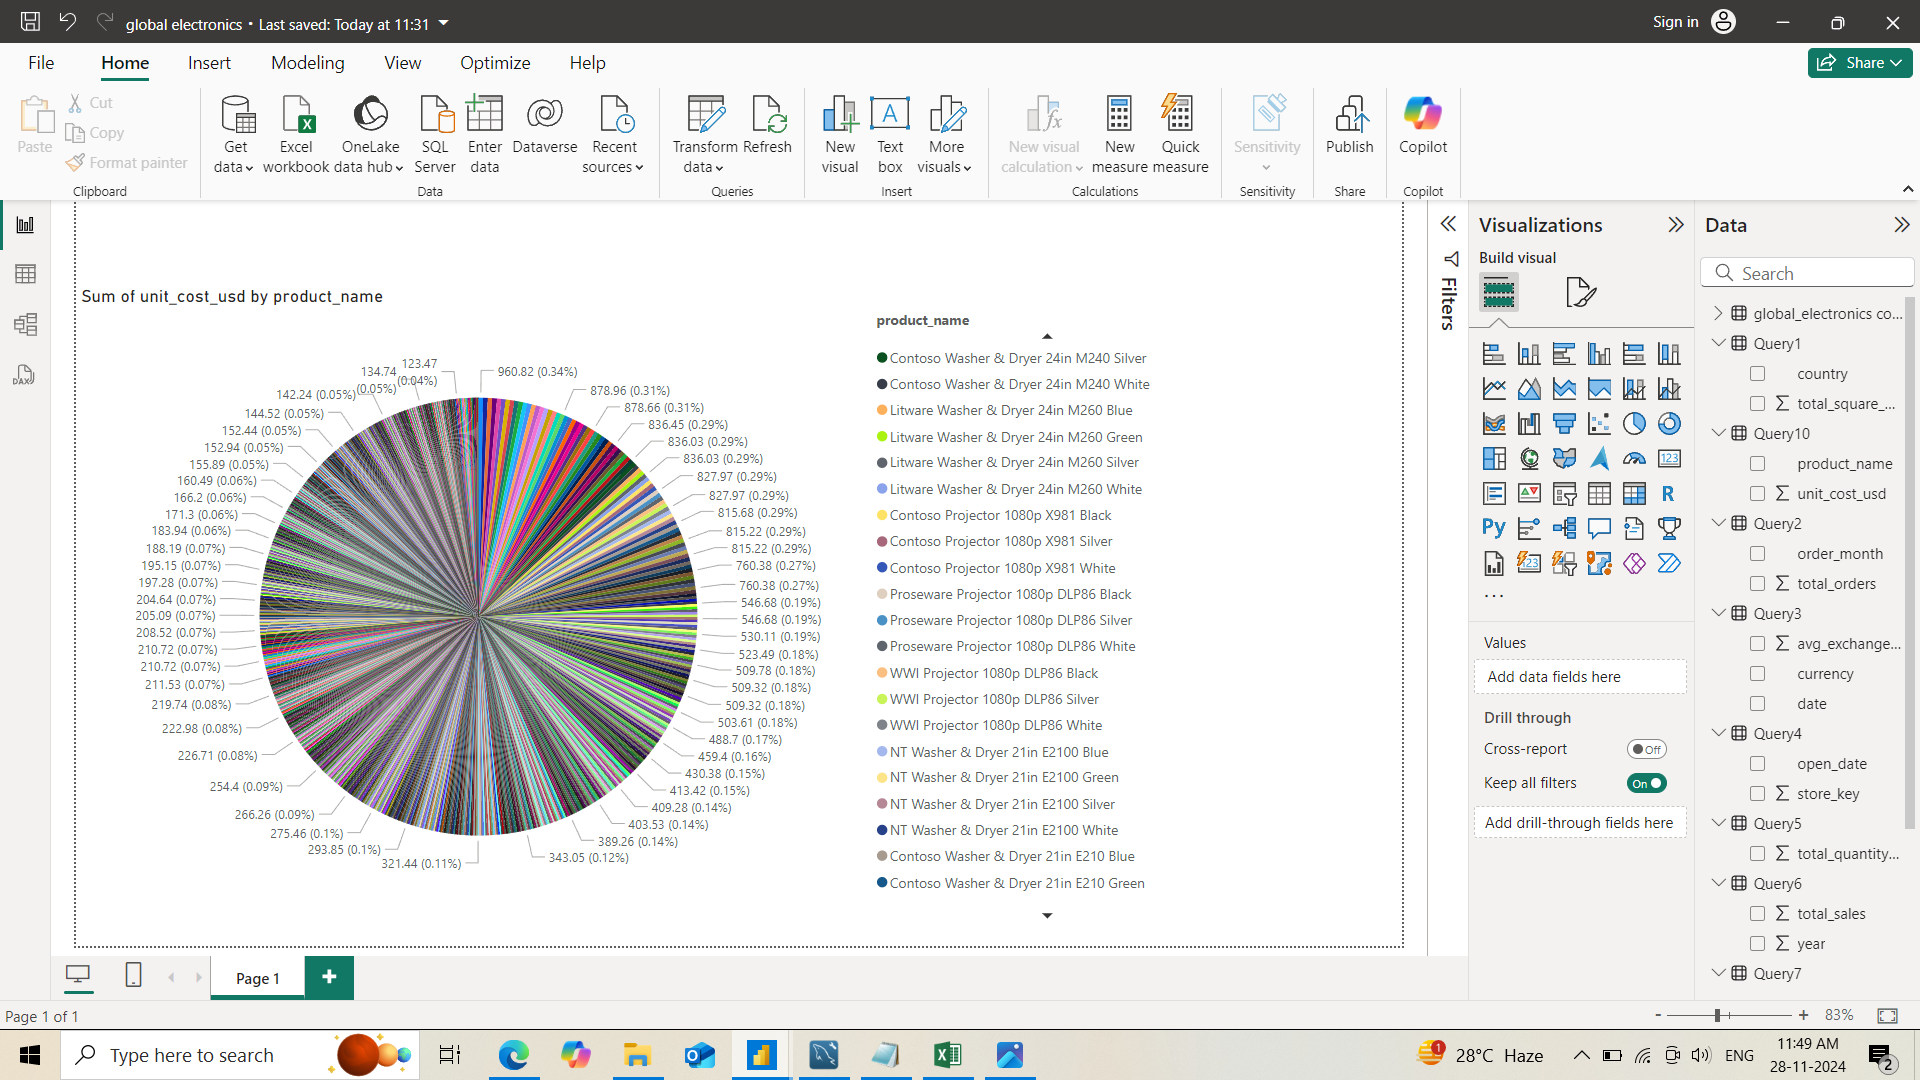 global electronics • Last saved: Today at 11:31
Sign in
File
Home
Insert
Modeling
View
Optimize
Help
Share
Paste
Cut
Copy
Format painter
Clipboard
Get data
Excel workbook
OneLake data hub
SQL Server
Enter data
Dataverse
Recent sources
Data
Transform data
Refresh
Queries
New visual
Text box
More visuals
Insert
New visual calculation
New measure
Quick measure
Calculations
Sensitivity
Sensitivity
Publish
Share
Copilot
Copilot
Sum of unit_cost_usd by product_name
960.82 (0.34%)
878.96 (0.31%)
878.66 (0.31%)
836.45 (0.29%)
836.03 (0.29%)
836.03 (0.29%)
827.97 (0.29%)
827.97 (0.29%)
815.68 (0.29%)
815.22 (0.29%)
815.22 (0.29%)
760.38 (0.27%)
760.38 (0.27%)
546.68 (0.19%)
546.68 (0.19%)
530.11 (0.19%)
523.49 (0.18%)
509.78 (0.18%)
509.32 (0.18%)
509.32 (0.18%)
503.61 (0.18%)
488.7 (0.17%)
459.4 (0.16%)
430.38 (0.15%)
413.42 (0.15%)
409.28 (0.14%)
403.53 (0.14%)
389.26 (0.14%)
343.05 (0.12%)
321.44 (0.11%)
293.85 (0.1%)
275.46 (0.1%)
266.26 (0.09%)
254.4 (0.09%)
226.71 (0.08%)
222.98 (0.08%)
219.74 (0.08%)
211.53 (0.07%)
210.72 (0.07%)
210.72 (0.07%)
208.52 (0.07%)
205.09 (0.07%)
204.64 (0.07%)
197.28 (0.07%)
195.15 (0.07%)
188.19 (0.07%)
183.94 (0.06%)
171.3 (0.06%)
166.2 (0.06%)
160.49 (0.06%)
155.89 (0.05%)
152.94 (0.05%)
152.44 (0.05%)
144.52 (0.05%)
142.24 (0.05%)
134.74 (0.05%)
123.47 (0.04%)
product_name
Contoso Washer & Dryer 24in M240 Silver
Contoso Washer & Dryer 24in M240 White
Litware Washer & Dryer 24in M260 Blue
Litware Washer & Dryer 24in M260 Green
Litware Washer & Dryer 24in M260 Silver
Litware Washer & Dryer 24in M260 White
Contoso Projector 1080p X981 Black
Contoso Projector 1080p X981 Silver
Contoso Projector 1080p X981 White
Proseware Projector 1080p DLP86 Black
Proseware Projector 1080p DLP86 Silver
Proseware Projector 1080p DLP86 White
WWI Projector 1080p DLP86 Black
WWI Projector 1080p DLP86 Silver
WWI Projector 1080p DLP86 White
NT Washer & Dryer 21in E2100 Blue
NT Washer & Dryer 21in E2100 Green
NT Washer & Dryer 21in E2100 Silver
NT Washer & Dryer 21in E2100 White
Contoso Washer & Dryer 21in E210 Blue
Contoso Washer & Dryer 21in E210 Green
Filters
Visualizations
Build visual
123
R
Py
123
...
Values
Add data fields here
Drill through
Cross-report
Off
Keep all filters
On
Add drill-through fields here
Data
Search
global_electronics co...
Query1
country
total_square_...
Query10
product_name
unit_cost_usd
Query2
order_month
total_orders
Query3
avg_exchange...
currency
date
Query4
open_date
store_key
Query5
total_quantity...
Query6
total_sales
year
Query7
DAX
Page 1
Page 1 of 1
- + 83%
Type here to search
1
28°C Haze
ENG
11:49 AM
28-11-2024
2